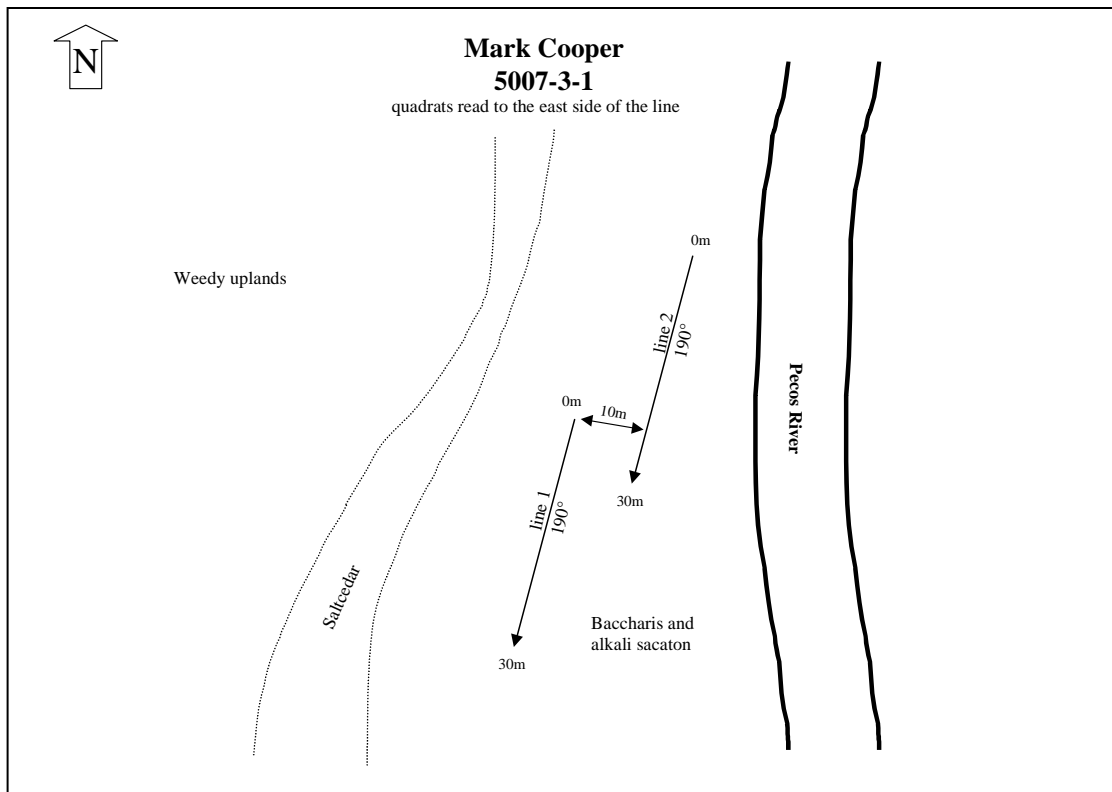 N
Mark Cooper
5007-3-1
quadrats read to the east side of the line
0m
Weedy uplands
line 2
190°
Pecos River
0m
10m
30m
line 1
190°
Saltcedar
Baccharis and
alkali sacaton
30m